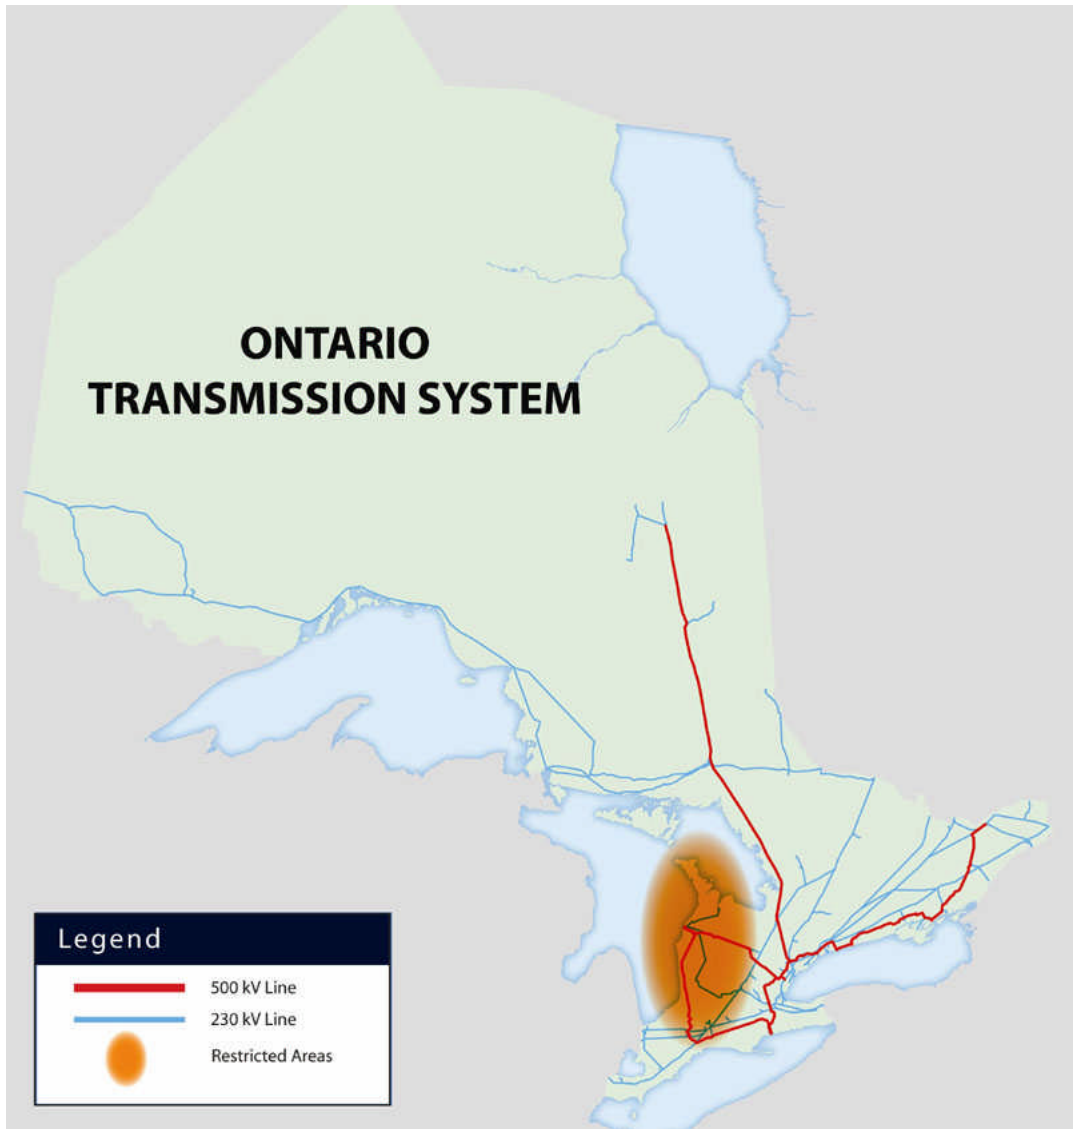 ONTARIO
TRANSMISSION SYSTEM
Legend
500 kV Line
230 kV Line
Restricted Areas